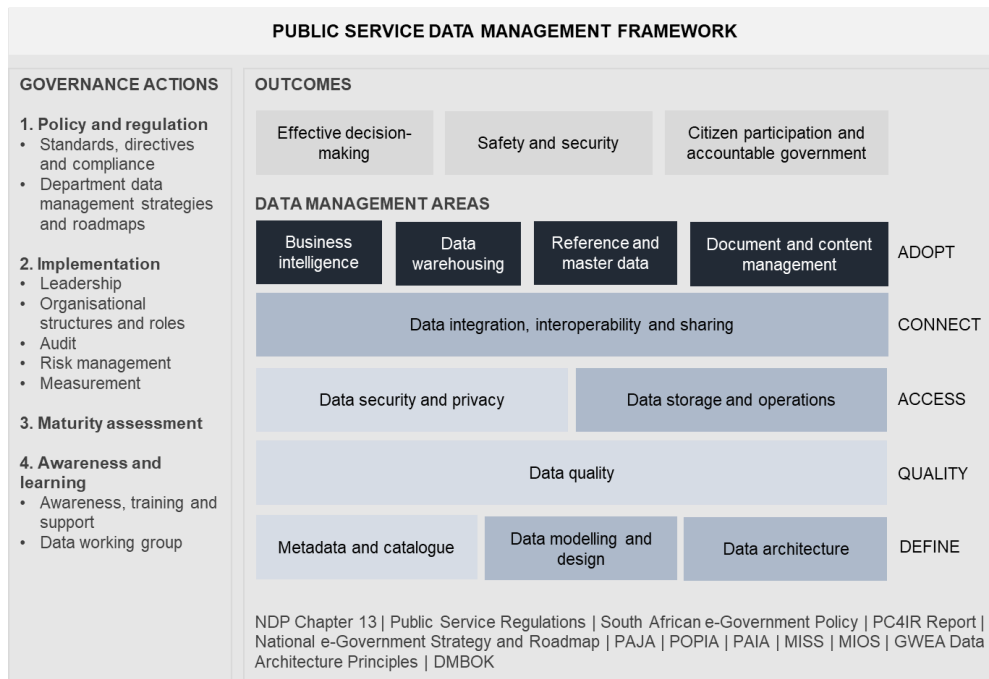 PUBLIC SERVICE DATA MANAGEMENT FRAMEWORK
GOVERNANCE ACTIONS
1. Policy and regulation
• Standards, directives
and compliance
• Department data
management strategies
and roadmaps
2. Implementation
• Leadership
• Organisational
structures and roles
• Audit
• Risk management
• Measurement
3. Maturity assessment
4. Awareness and
learning
• Awareness, training and
support
• Data working group
OUTCOMES
Effective decision-
making
Safety and security
Citizen participation and
accountable government
DATA MANAGEMENT AREAS
Business
intelligence
Data
warehousing
Reference and
master data
Document and content
management
ADOPT
Data integration, interoperability and sharing
CONNECT
Data security and privacy
Data storage and operations
ACCESS
Data quality
QUALITY
Metadata and catalogue
Data modelling and
design
Data architecture
DEFINE
NDP Chapter 13 | Public Service Regulations | South African e-Government Policy | PC4IR Report |
National e-Government Strategy and Roadmap | PAJA | POPIA | PAIA | MISS | MIOS | GWEA Data
Architecture Principles | DMBOK